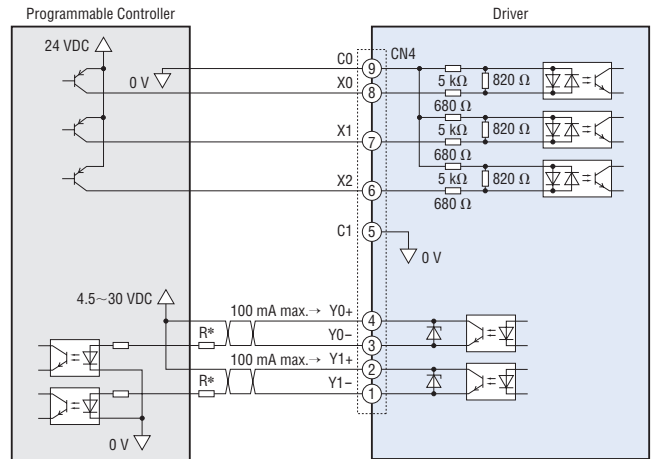 Programmable Controller
Driver
24 VDC
0 V
C0
9
CN4
X0
8
5 kΩ
820 Ω
680 Ω
X1
7
5 kΩ
820 Ω
680 Ω
X2
6
5 kΩ
820 Ω
680 Ω
C1
5
0 V
4.5~30 VDC
100 mA max.→ Y0+
4
R*
Y0−
3
100 mA max.→ Y1+
2
R*
Y1−
1
0 V